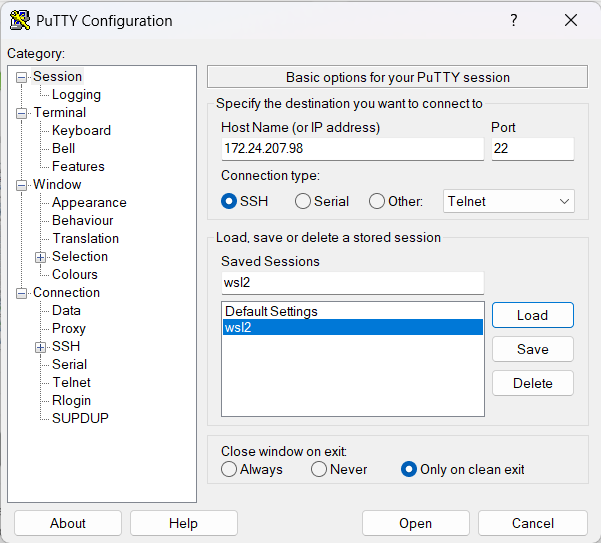 PuTTY Configuration
?
Category:
Session
Logging
Terminal
Keyboard
Bell
Features
Window
Appearance
Behaviour
Translation
Selection
Colours
Connection
Data
Proxy
SSH
Serial
Telnet
Rlogin
SUPDUP
Basic options for your PuTTY session
Specify the destination you want to connect to
Host Name (or IP address) Port
172.24.207.98 22
Connection type:
SSH Serial Other: Telnet
Load, save or delete a stored session
Saved Sessions
wsl2
Default Settings
wsl2
Load
Save
Delete
Close window on exit:
Always Never Only on clean exit
About Help Open Cancel